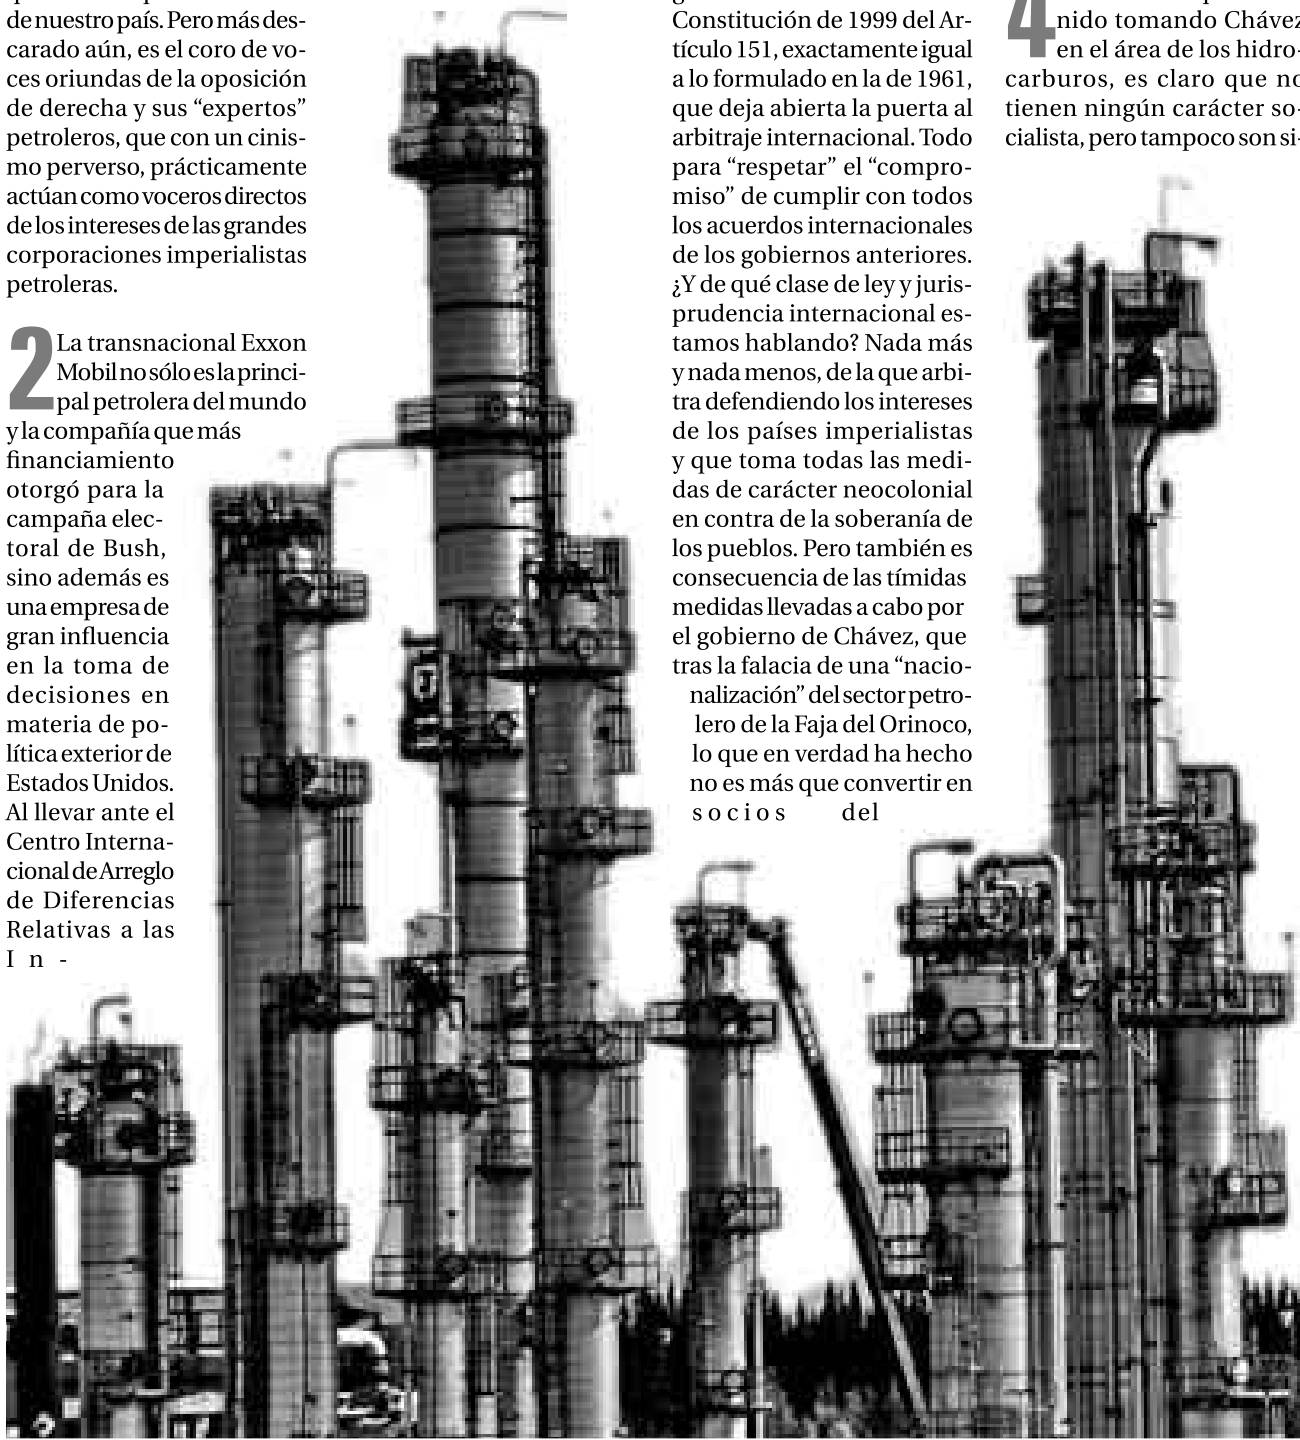 de nuestro país. Pero más des-
carado aún, es el coro de vo-
ces oriundas de la oposición
de derecha y sus “expertos”
petroleros, que con un cinis-
mo perverso, prácticamente
actúan como voceros directos
de los intereses de las grandes
corporaciones imperialistas
petroleras.
2 La transnacional Exxon
Mobil no sólo es la princi-
pal petrolera del mundo
y la compañía que más
financiamiento
otorgó para la
campaña elec-
toral de Bush,
sino además es
una empresa de
gran influencia
en la toma de
decisiones en
materia de po-
lítica exterior de
Estados Unidos.
Al llevar ante el
Centro Interna-
cional de Arreglo
de Diferencias
Relativas a las
In-
Constitución de 1999 del Ar-
tículo 151, exactamente igual
a lo formulado en la de 1961,
que deja abierta la puerta al
arbitraje internacional. Todo
para “respetar” el “compro-
miso” de cumplir con todos
los acuerdos internacionales
de los gobiernos anteriores.
¿Y de qué clase de ley y juris-
prudencia internacional es-
tamos hablando? Nada más
y nada menos, de la que arbi-
tra defendiendo los intereses
de los países imperialistas
y que toma todas las medi-
das de carácter neocolonial
en contra de la soberanía de
los pueblos. Pero también es
consecuencia de las tímidas
medidas llevadas a cabo por
el gobierno de Chávez, que
tras la falacia de una “nacio-
nalización” del sector petro-
lero de la Faja del Orinoco,
lo que en verdad ha hecho
no es más que convertir en
socios del
4
nido tomando Chávez
en el área de los hidro-
carburos, es claro que no
tienen ningún carácter so-
cialista, pero tampoco son si-